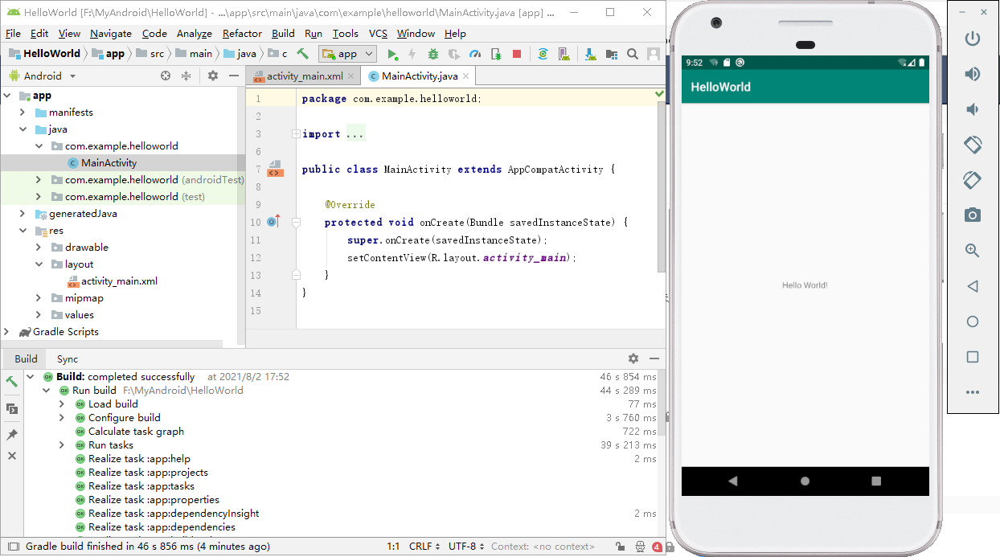 HelloWorld [F:\MyAndroid\HelloWorld] - ...\app\src\main\java\com\example\helloworld\MainActivity.java [app] ...
File Edit View Navigate Code Analyze Refactor Build Run Tools VCS Window Help
HelloWorld app src main java c app
Android
activity_main.xml MainActivity.java
app
manifests
java
com.example.helloworld
MainActivity
com.example.helloworld (androidTest)
com.example.helloworld (test)
generatedJava
res
drawable
layout
activity_main.xml
mipmap
values
Gradle Scripts
1 package com.example.helloworld;
2
3 import ...
6
7 public class MainActivity extends AppCompatActivity {
8
9 @Override
10 protected void onCreate(Bundle savedInstanceState) {
11 super.onCreate(savedInstanceState);
12 setContentView(R.layout.activity_main);
13 }
14 }
15
Build Sync
Build: completed successfully at 2021/8/2 17:52 46 s 854 ms
Run build F:\MyAndroid\HelloWorld 44 s 289 ms
Load build 77 ms
Configure build 3 s 760 ms
Calculate task graph 722 ms
Run tasks 39 s 213 ms
Realize task :app:help 2 ms
Realize task :app:projects
Realize task :app:tasks
Realize task :app:properties
Realize task :app:dependencyInsight 2 ms
Realize task :app:dependencies
Gradle build finished in 46 s 856 ms (4 minutes ago) 1:1 CRLF UTF-8 Context: <no context> 4
9:52
HelloWorld
Hello World!